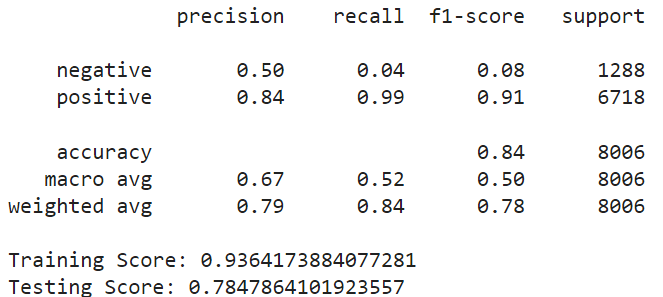 precision recall f1-score support
negative 0.50 0.04 0.08 1288
positive 0.84 0.99 0.91 6718
accuracy 0.84 8006
macro avg 0.67 0.52 0.50 8006
weighted avg 0.79 0.84 0.78 8006
Training Score: 0.9364173884077281
Testing Score: 0.7847864101923557